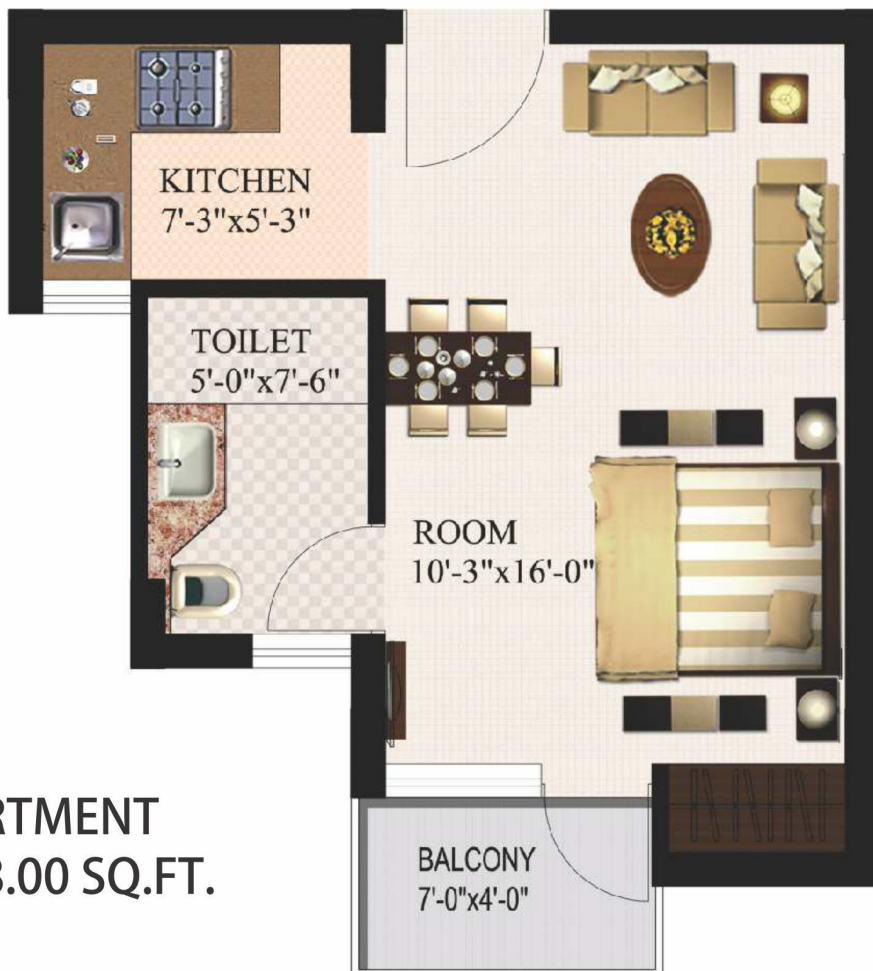 KITCHEN
7'-3"x5'-3"
TOILET
5'-0"x7'-6"
ROOM
10'-3"x16'-0"
BALCONY
7'-0"x4'-0"
.00 SQ.FT.